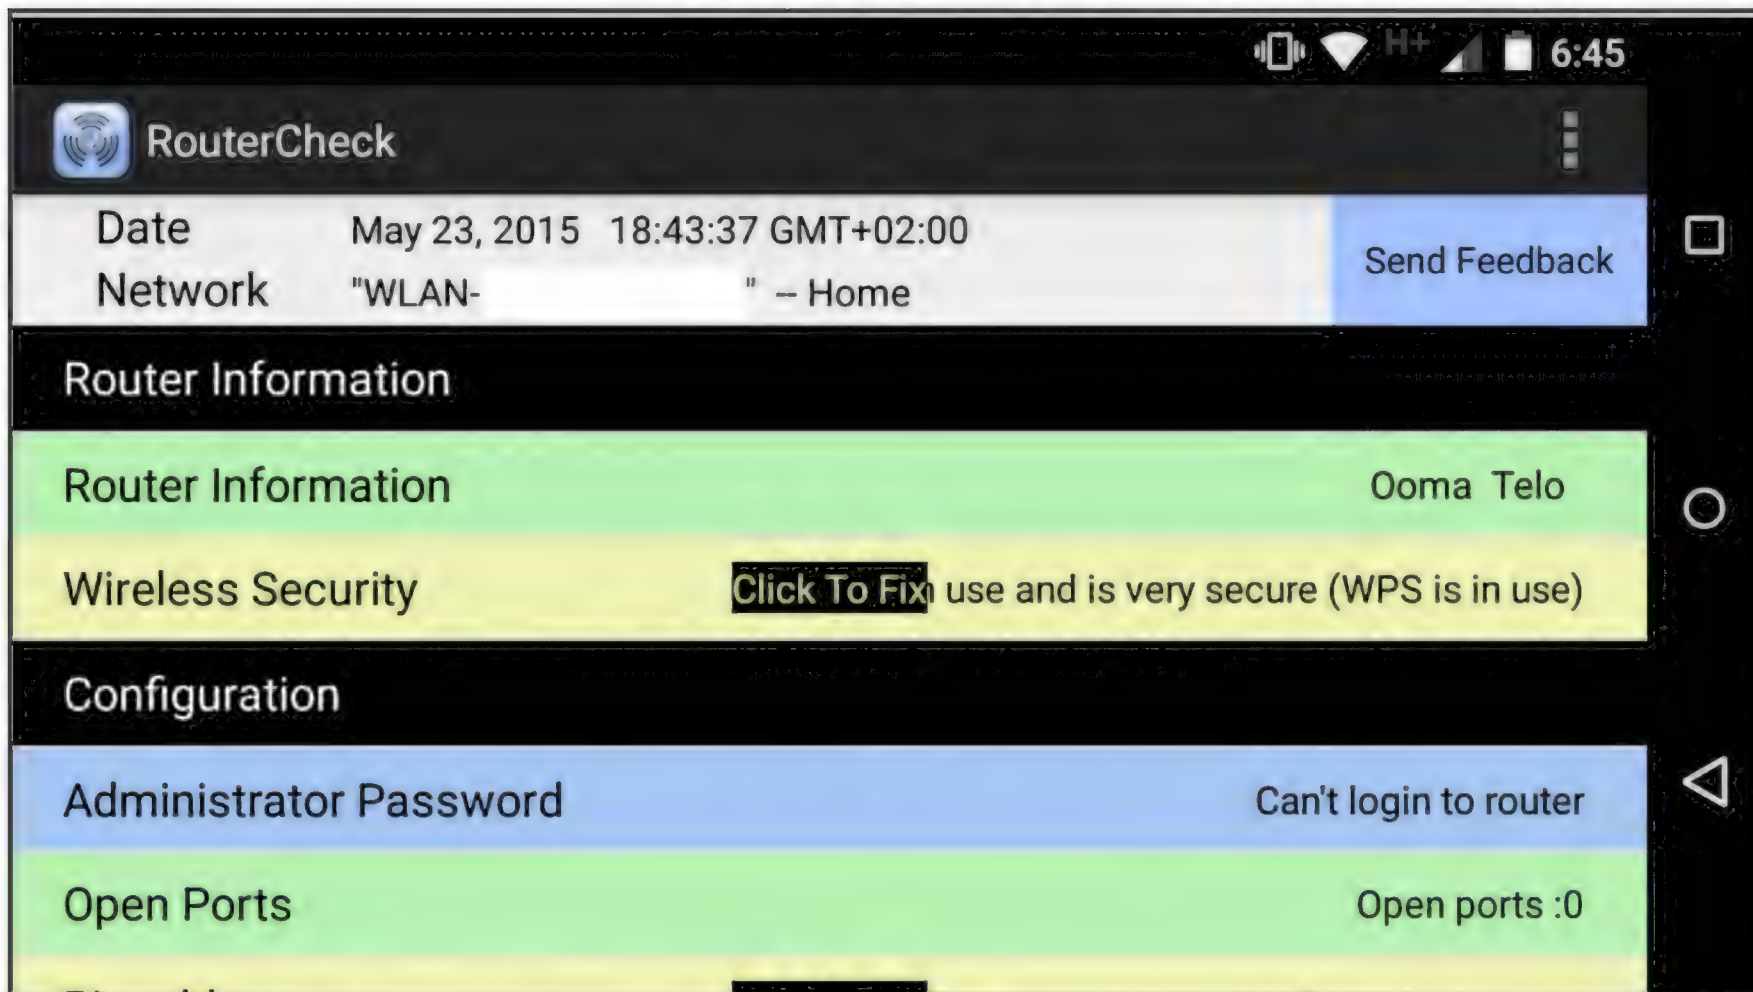 H+ 6:45
RouterCheck
Date May 23, 2015 18:43:37 GMT+02:00
Send Feedback
Network "WLAN- " – Home
Router Information
Router Information Ooma Telo
Wireless Security Click To Fix use and is very secure (WPS is in use)
Configuration
Administrator Password Can't login to router
Open Ports Open ports :0